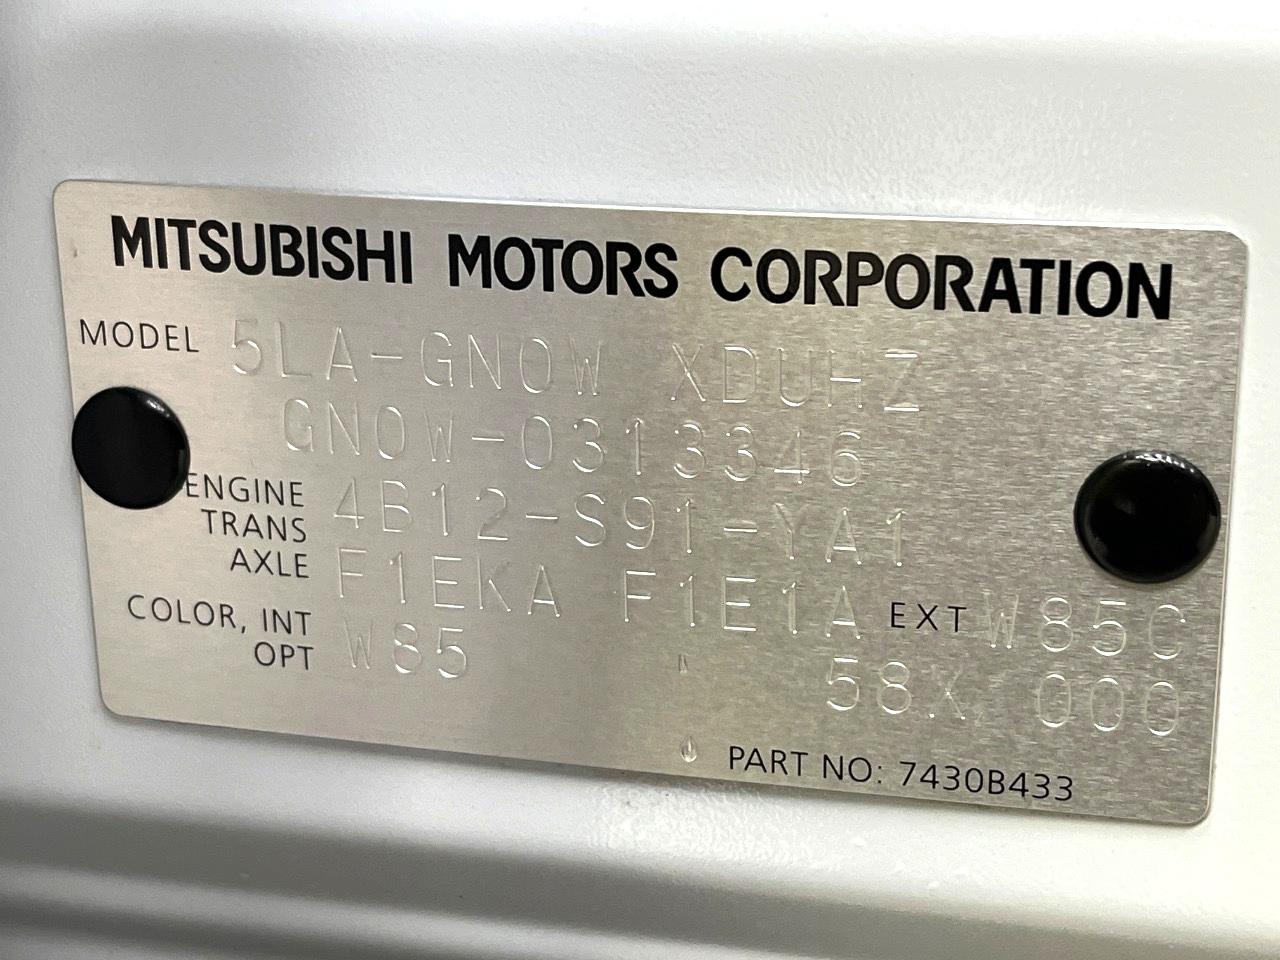 MITSUBISHI MOTORS CORPORATION
MODEL 5LA-GN0W XDUHZ
GN0W-0313346
ENGINE 4B12-S91-YA1
TRANS
AXLE F1EKA F1E1A EXT W85C
COLOR, INT W85
OPT 58X 000
PART NO: 7430B433